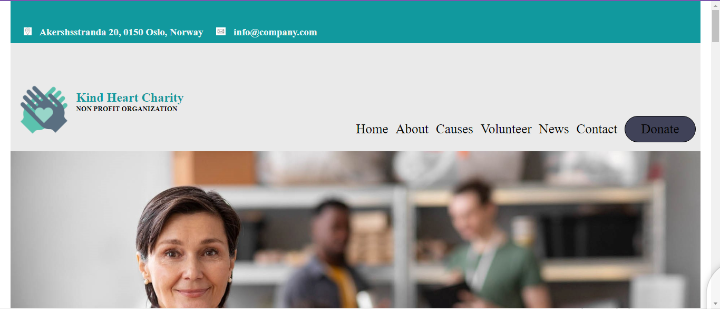 Akershsstranda 20, 0150 Oslo, Norway info@company.com
Kind Heart Charity
NON PROFIT ORGANIZATION
Home About Causes Volunteer News Contact Donate